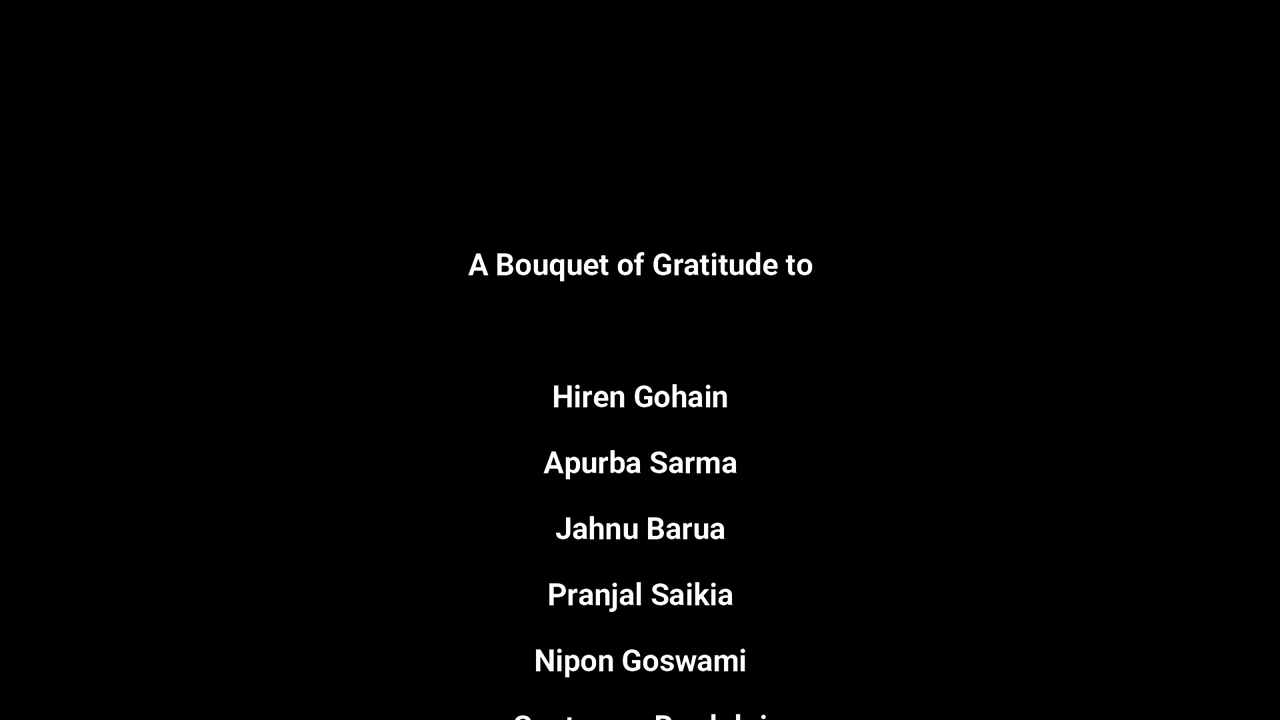 A Bouquet of Gratitude to
Hiren Gohain
Apurba Sarma
Jahnu Barua
Pranjal Saikia
Nipon Goswami